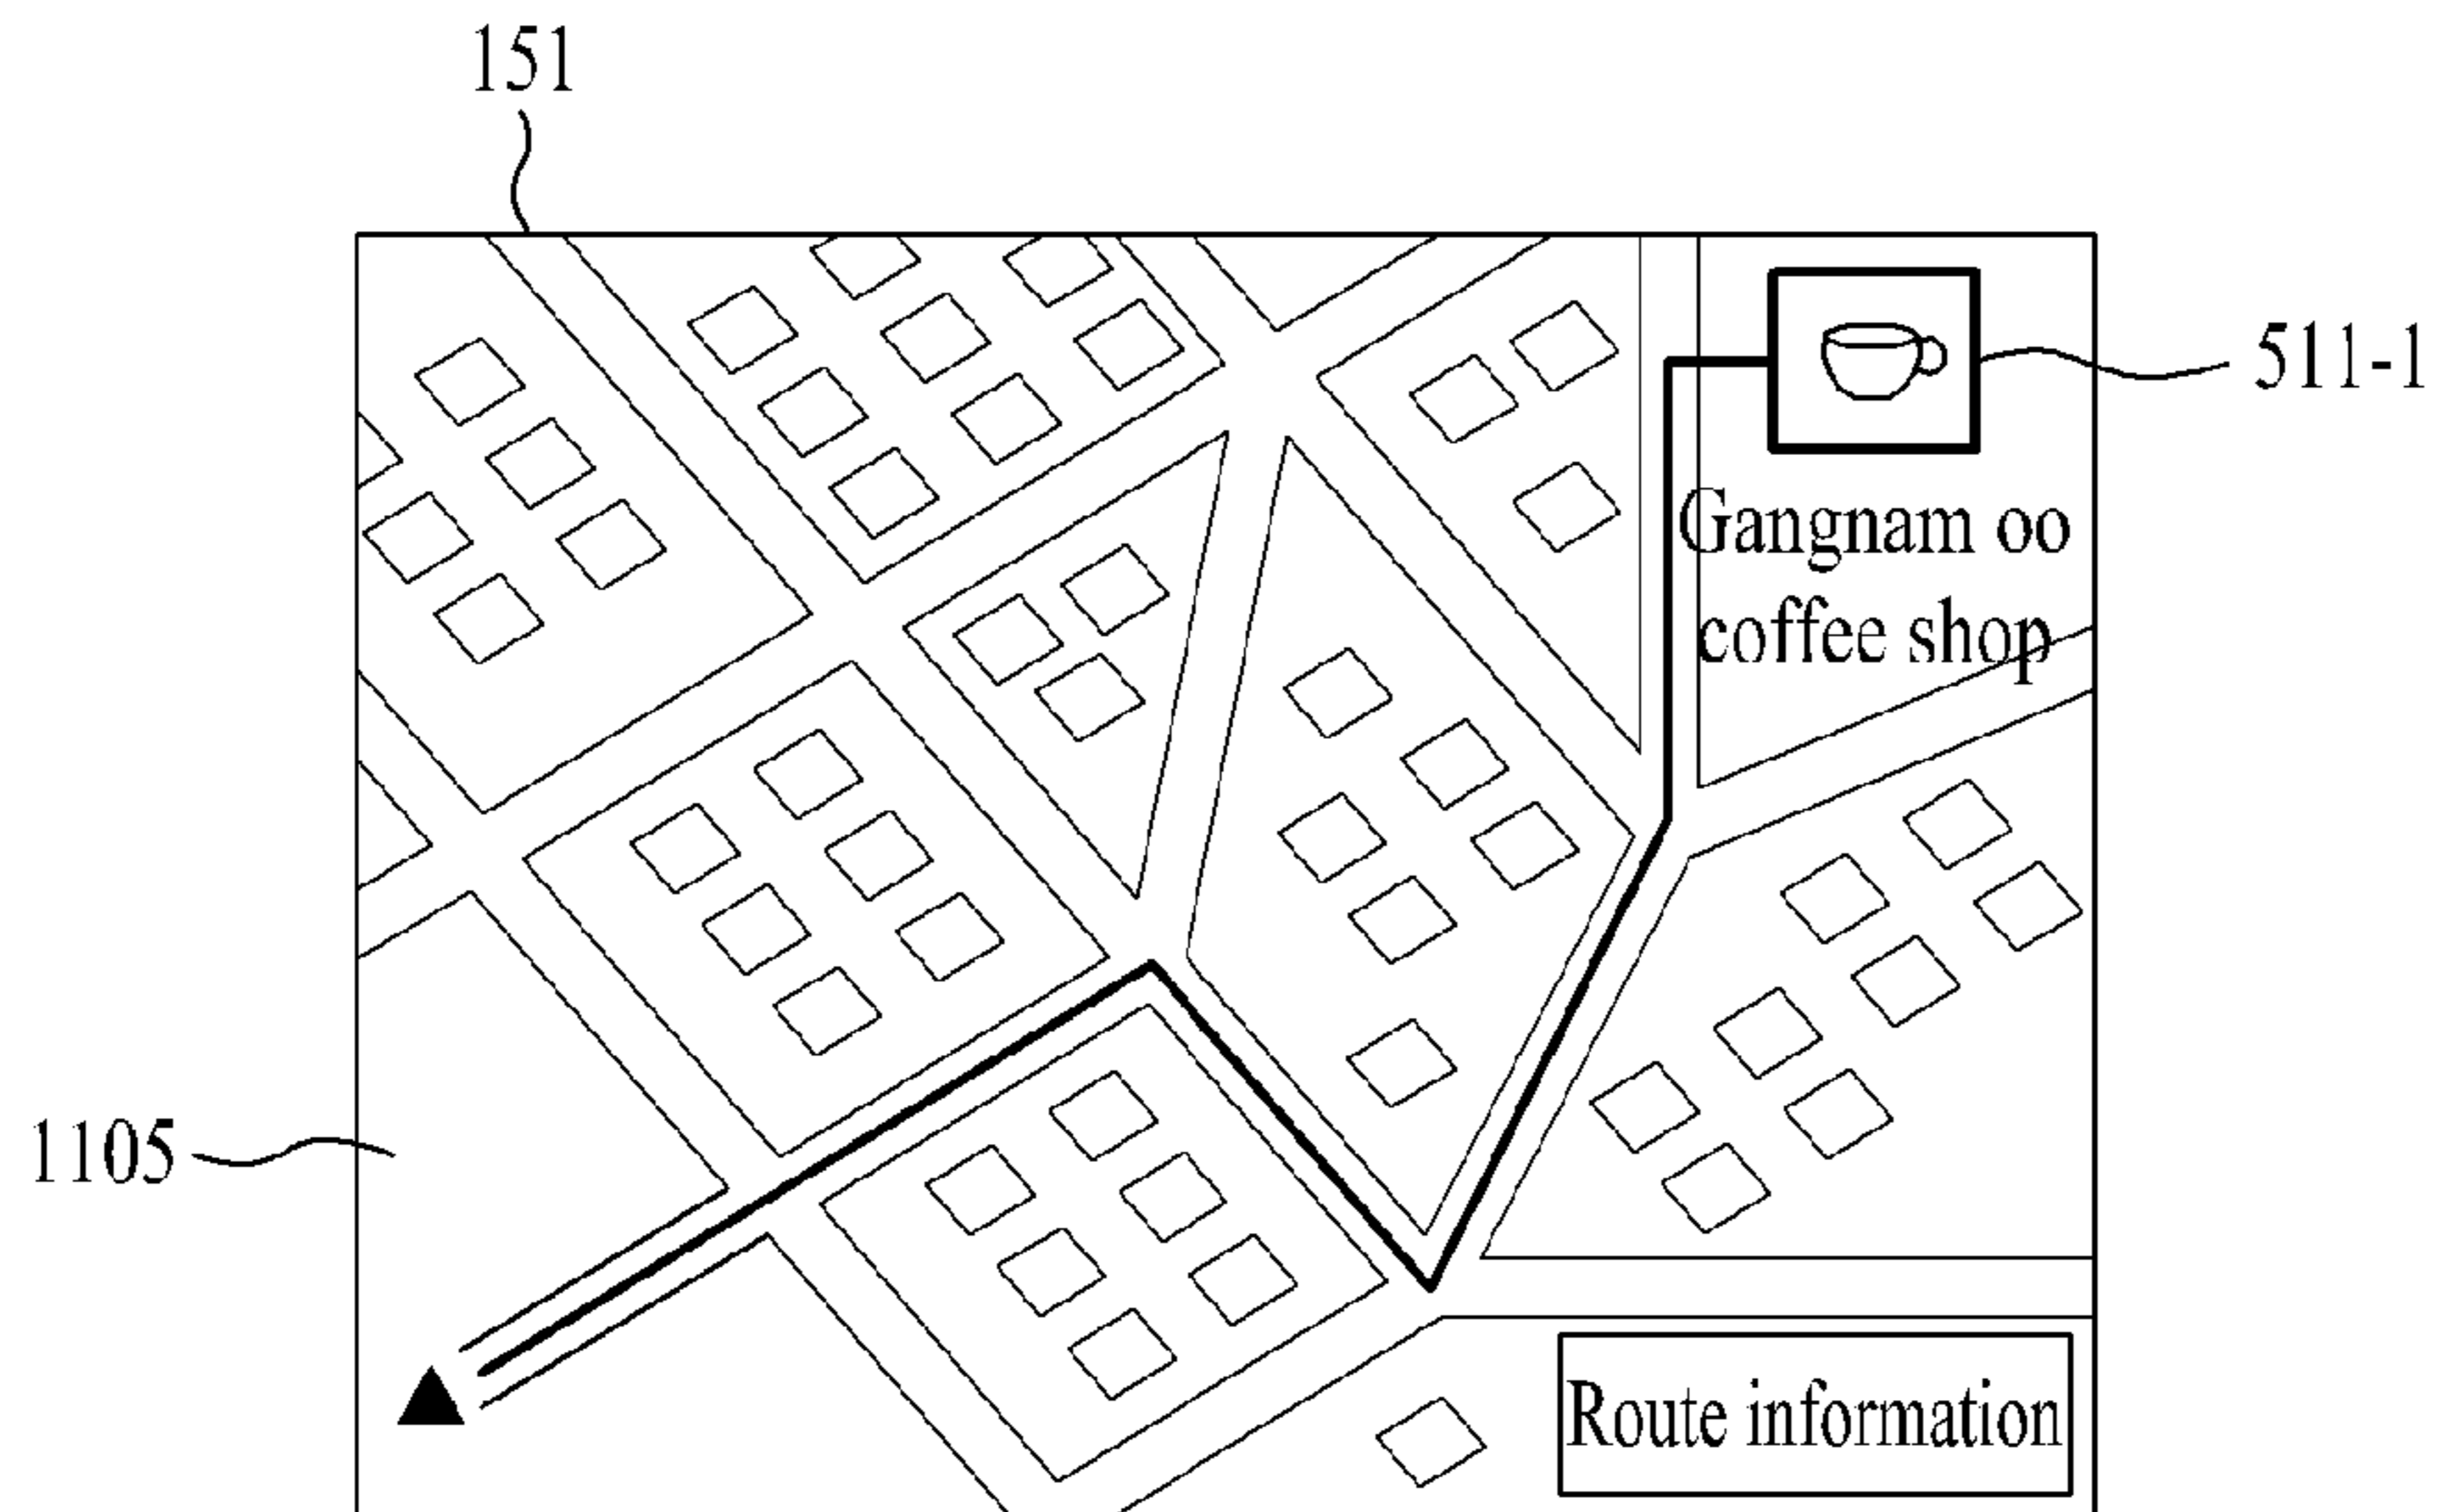 151
511-1
Gangnam oo
coffee shop
1105
Route information